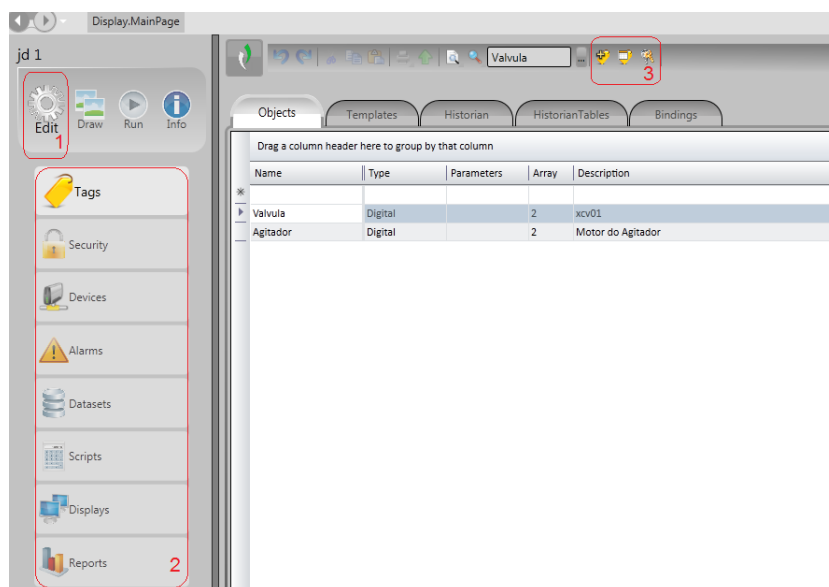 Display.MainPage
jd 1
Valvula
...
3
Edit
Draw
Run
Info
1
Objects
Templates
Historian
HistorianTables
Bindings
Drag a column header here to group by that column
Name Type Parameters Array Description
Valvula Digital 2 xcv01
Agitador Digital 2 Motor do Agitador
Tags
Security
Devices
Alarms
Datasets
Scripts
Displays
Reports
2